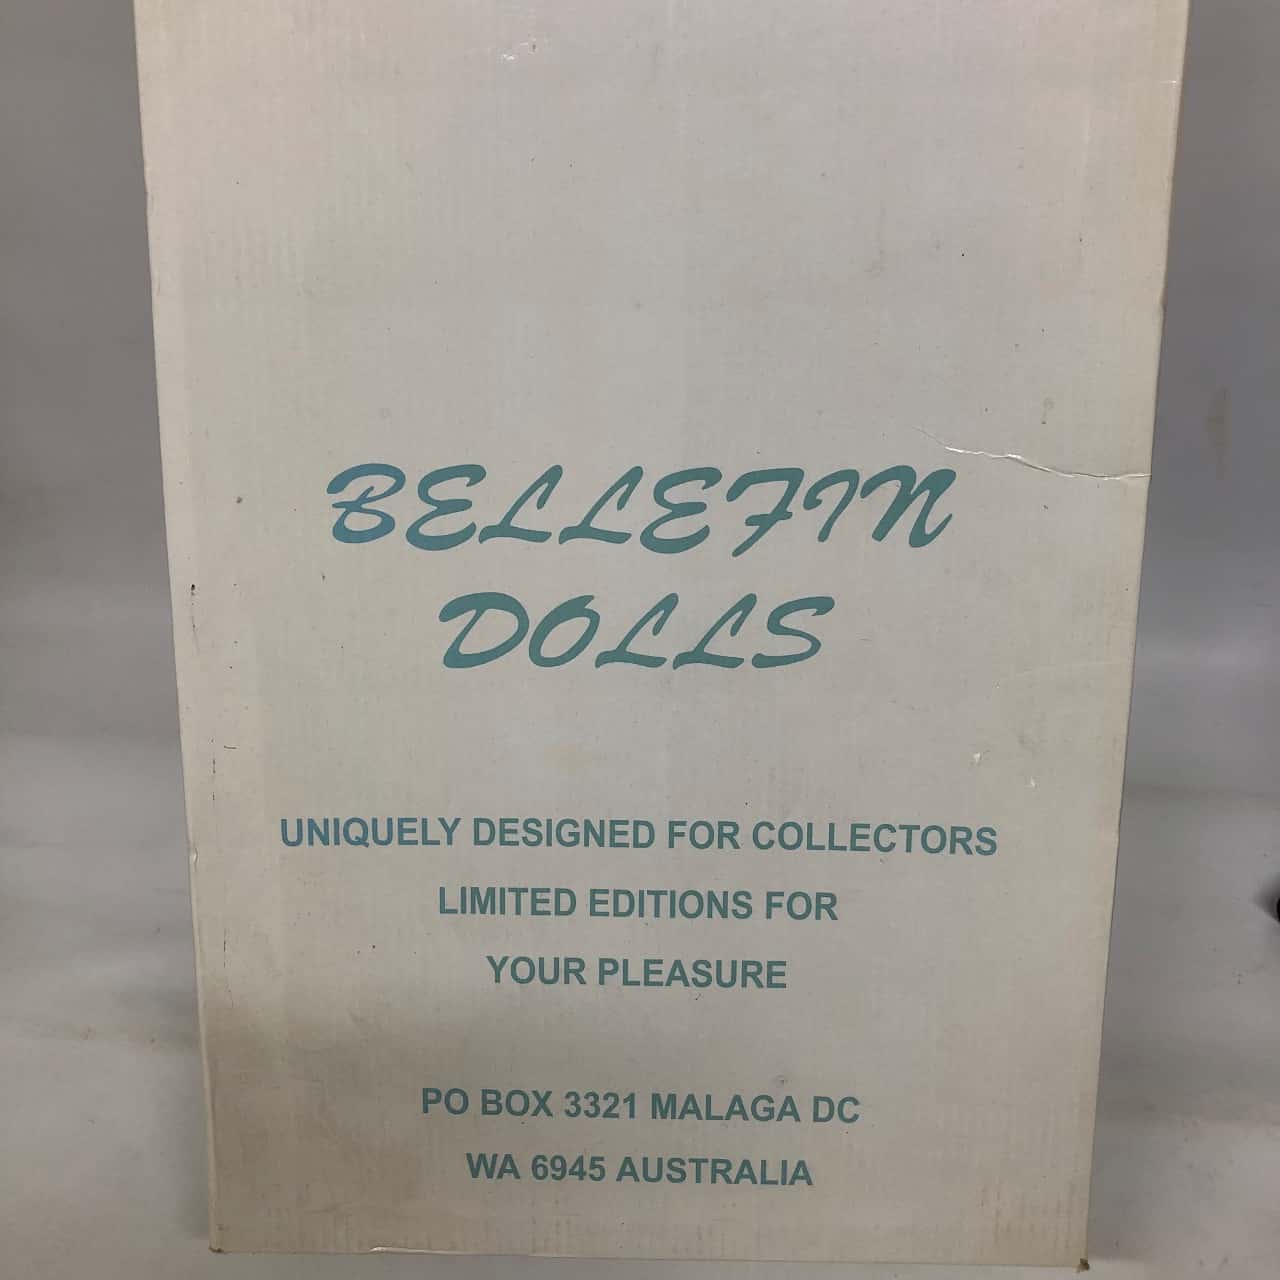 BELLEFIN
DOLLS
UNIQUELY DESIGNED FOR COLLECTORS
LIMITED EDITIONS FOR
YOUR PLEASURE
PO BOX 3321 MALAGA DC
WA 6945 AUSTRALIA